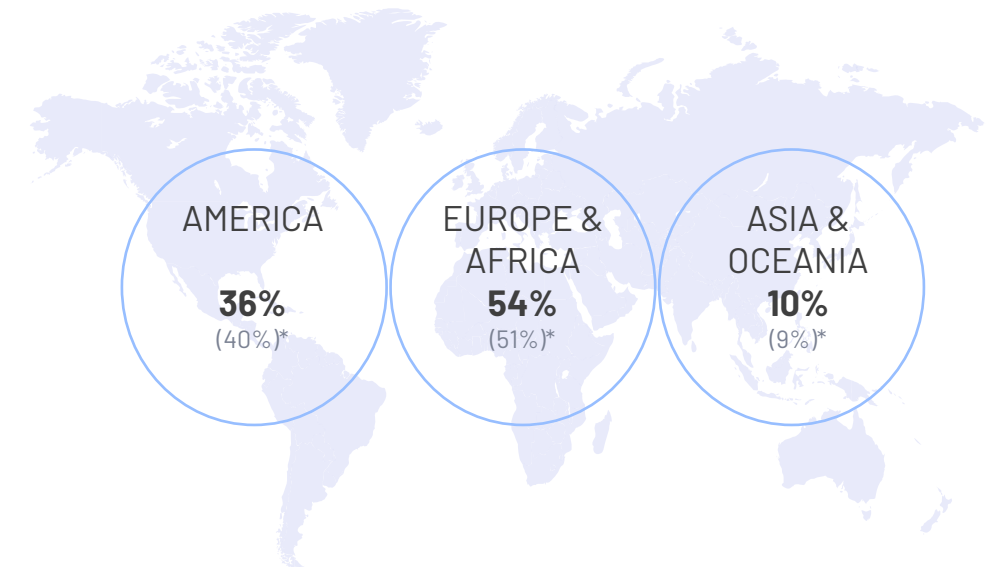 AMERICA
36%
(40%)*
EUROPE &
AFRICA
54%
(51%)*
ASIA &
OCEANIA
10%
(9%)*